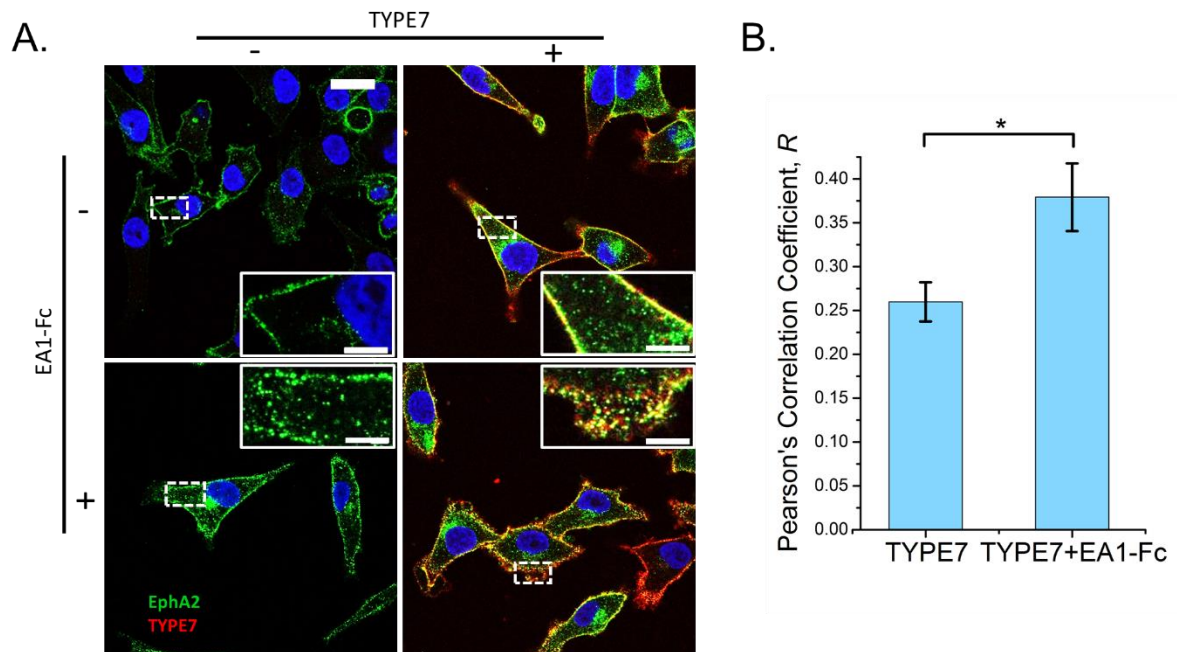 A.
TYPE7
- +
EA1-Fc
-
+
EphA2
TYPE7
B.
*
Pearson's Correlation Coefficient, R
0.40
0.35
0.30
0.25
0.20
0.15
0.10
0.05
0.00
TYPE7 TYPE7+EA1-Fc